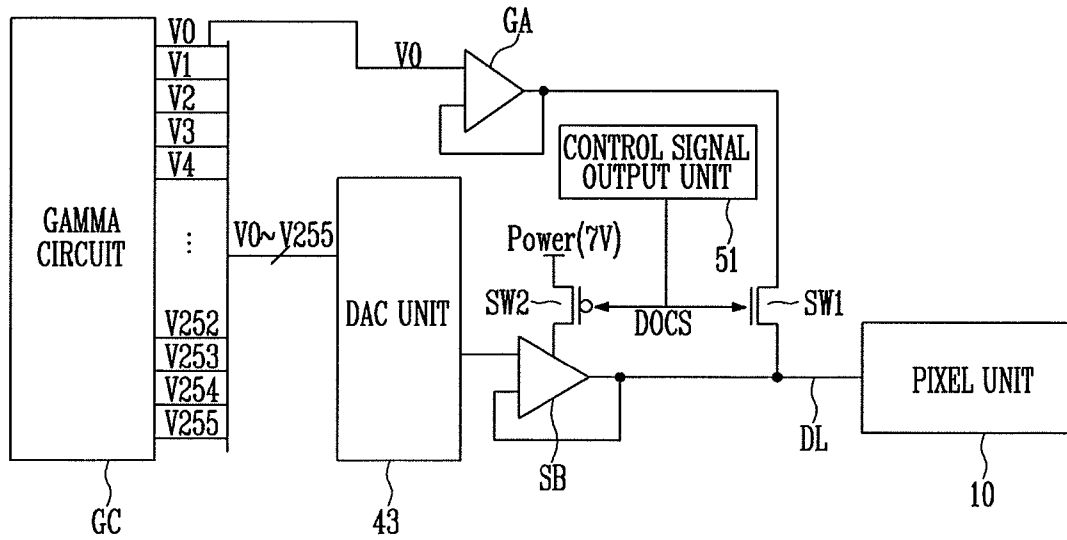 V0
V1
V2
V3
V4
⋮
V252
V253
V254
V255
GAMMA
CIRCUIT
GC
V0~V255
DAC UNIT
43
V0
GA
CONTROL SIGNAL
OUTPUT UNIT
51
Power(7V)
SW2
DOCS
SW1
SB
DL
PIXEL UNIT
10